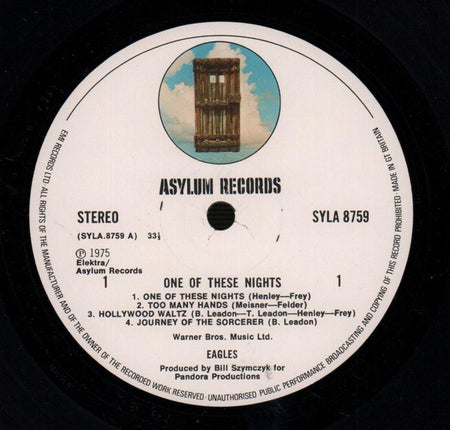 ASYLUM RECORDS
STEREO
SYLA 8759
(SYLA.8759 A) 33⅓
Ⓟ 1975
Elektra/
Asylum Records
1 ONE OF THESE NIGHTS 1
1. ONE OF THESE NIGHTS (Henley—Frey)
2. TOO MANY HANDS (Meisner—Felder)
3. HOLLYWOOD WALTZ (B. Leadon—T. Leadon—Henley—Frey)
4. JOURNEY OF THE SORCERER (B. Leadon)
Warner Bros. Music Ltd.
EAGLES
Produced by Bill Szymczyk for
Pandora Productions
EMI RECORDS LTD ALL RIGHTS OF THE MANUFACTURER AND OF THE OWNER OF THE RECORDED WORK RESERVED·UNAUTHORISED PUBLIC PERFORMANCE BROADCASTING AND COPYING OF THIS RECORD PROHIBITED · MADE IN GT BRITAIN